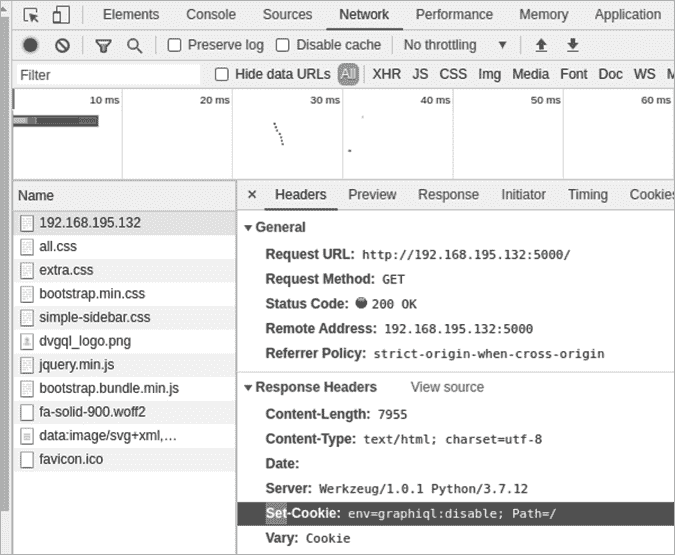 Elements Console Sources Network Performance Memory Application
Preserve log Disable cache No throttling
Filter Hide data URLs All XHR JS CSS Img Media Font Doc WS M
10 ms 20 ms 30 ms 40 ms 50 ms 60 ms
Name
192.168.195.132
all.css
extra.css
bootstrap.min.css
simple-sidebar.css
dvgql_logo.png
jquery.min.js
bootstrap.bundle.min.js
fa-solid-900.woff2
data:image/svg+xml,…
favicon.ico
× Headers Preview Response Initiator Timing Cookies
General
Request URL: http://192.168.195.132:5000/
Request Method: GET
Status Code: 200 OK
Remote Address: 192.168.195.132:5000
Referrer Policy: strict-origin-when-cross-origin
Response Headers View source
Content-Length: 7955
Content-Type: text/html; charset=utf-8
Date:
Server: Werkzeug/1.0.1 Python/3.7.12
Set-Cookie: env=graphiql:disable; Path=/
Vary: Cookie